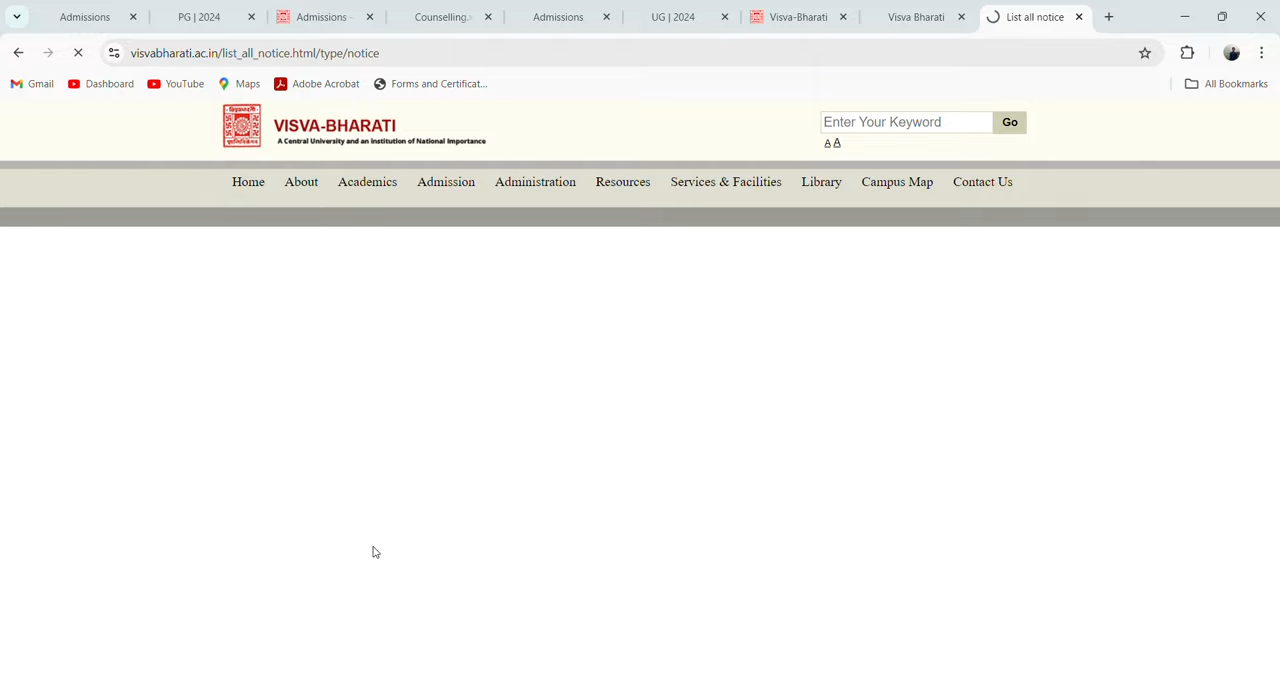 Admissions
PG | 2024
Admissions -
Counselling.
Admissions
UG | 2024
Visva-Bharati
Visva Bharati
List all notice
visvabharati.ac.in/list_all_notice.html/type/notice
Gmail
Dashboard
YouTube
Maps
Adobe Acrobat
Forms and Certificat...
All Bookmarks
VISVA-BHARATI
A Central University and an Institution of National Importance
Enter Your Keyword
Go
A A
Home
About
Academics
Admission
Administration
Resources
Services & Facilities
Library
Campus Map
Contact Us